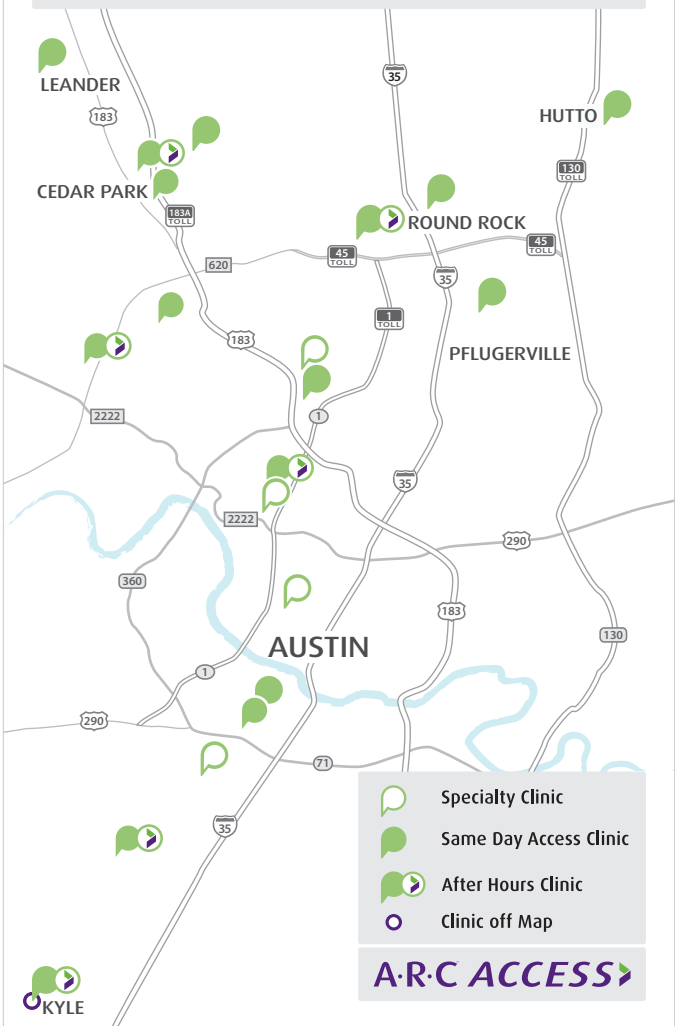 35
LEANDER
183
HUTTO
130
TOLL
CEDAR PARK
183A
TOLL
ROUND ROCK
45
TOLL
45
TOLL
620
35
1
TOLL
183
PFLUGERVILLE
2222
1
35
2222
290
360
183
130
AUSTIN
1
290
71
35
Specialty Clinic
Same Day Access Clinic
After Hours Clinic
Clinic off Map
A·R·C ACCESS
KYLE